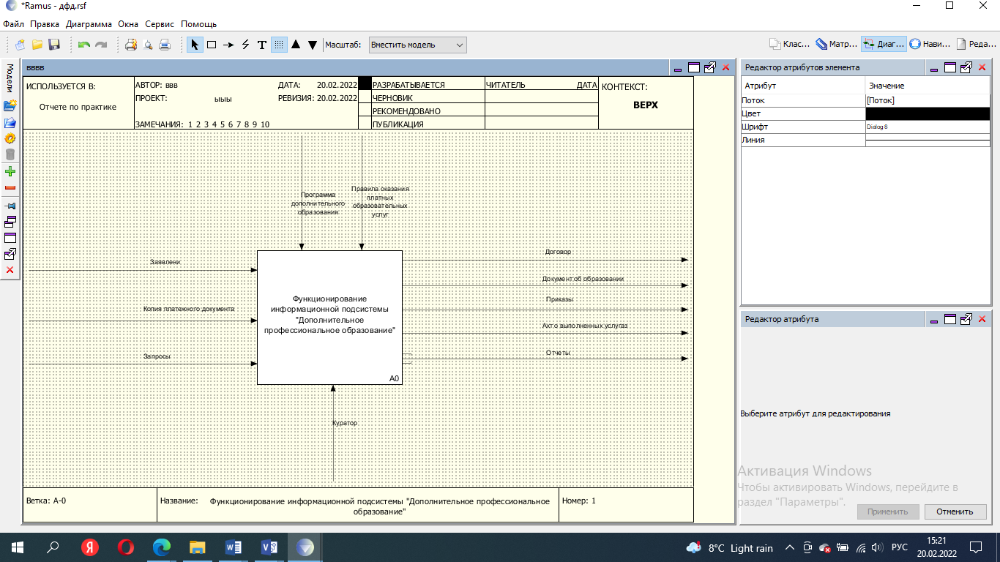 *Ramus - дфд.rsf
Файл Правка Диаграмма Окна Сервис Помощь
Масштаб: Вместить модель
Клас... Матр... Диаг... Нави... Реда...
Модели
вввв
ИСПОЛЬЗУЕТСЯ В:
Отчете по практике
АВТОР: ввв ДАТА: 20.02.2022
ПРОЕКТ: ыыы РЕВИЗИЯ: 20.02.2022
ЗАМЕЧАНИЯ: 1 2 3 4 5 6 7 8 9 10
РАЗРАБАТЫВАЕТСЯ
ЧЕРНОВИК
РЕКОМЕНДОВАНО
ПУБЛИКАЦИЯ
ЧИТАТЕЛЬ ДАТА
КОНТЕКСТ:
ВЕРХ
Программа
дополнительного
образования
Правила оказания
платных
образовательных
услуг
Заявлени
Копия платежного документа
Запросы
Функционирование
информационной подсистемы
"Дополнительное
профессиональное образование"
A0
Договор
Документ об образовании
Приказы
Акт о выполненных услугаз
Отчеты
Куратор
Ветка: A-0
Название: Функционирование информационной подсистемы "Дополнительное профессиональное
образование"
Номер: 1
Редактор атрибутов элемента
Атрибут Значение
Поток [Поток]
Цвет
Шрифт Dialog 8
Линия
Редактор атрибута
Выберите атрибут для редактирования
Активация Windows
Чтобы активировать Windows, перейдите в
раздел "Параметры".
Применить Отменить
8°C Light rain
РУС
15:21
20.02.2022